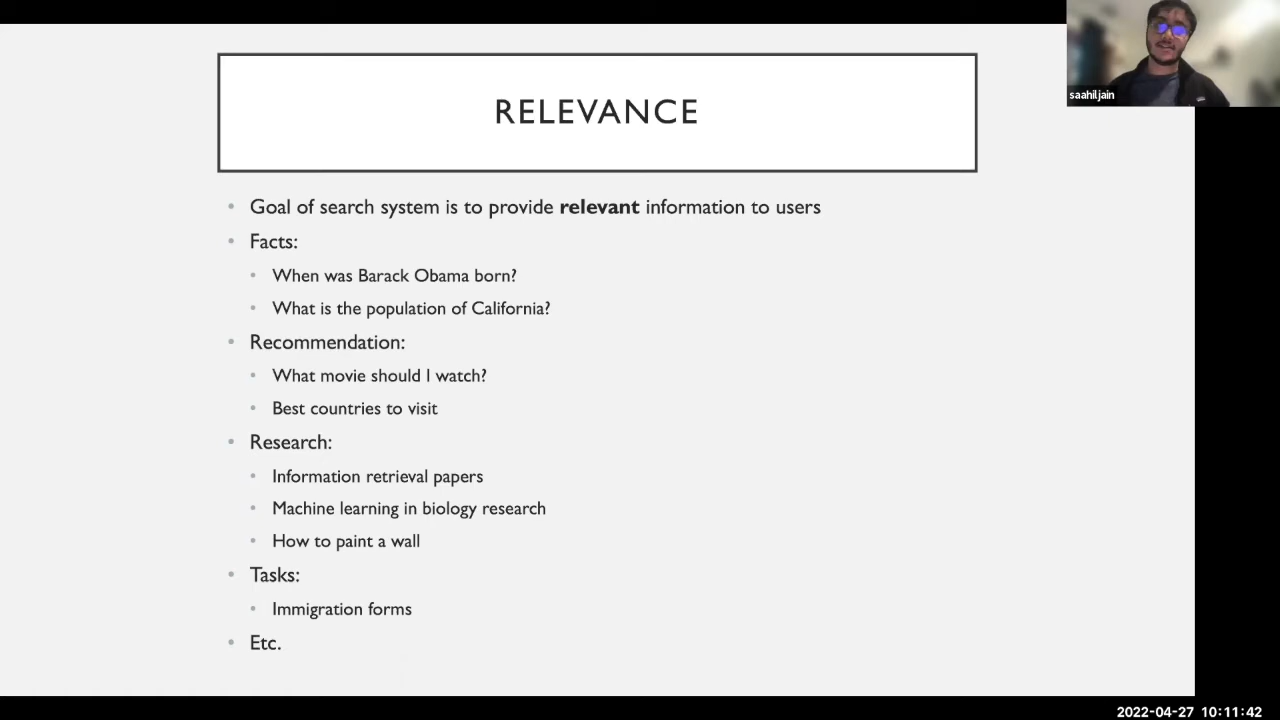 saahil jain
RELEVANCE
Goal of search system is to provide relevant information to users
Facts:
When was Barack Obama born?
What is the population of California?
Recommendation:
What movie should I watch?
Best countries to visit
Research:
Information retrieval papers
Machine learning in biology research
How to paint a wall
Tasks:
Immigration forms
Etc.
2022-04-27 10:11:42